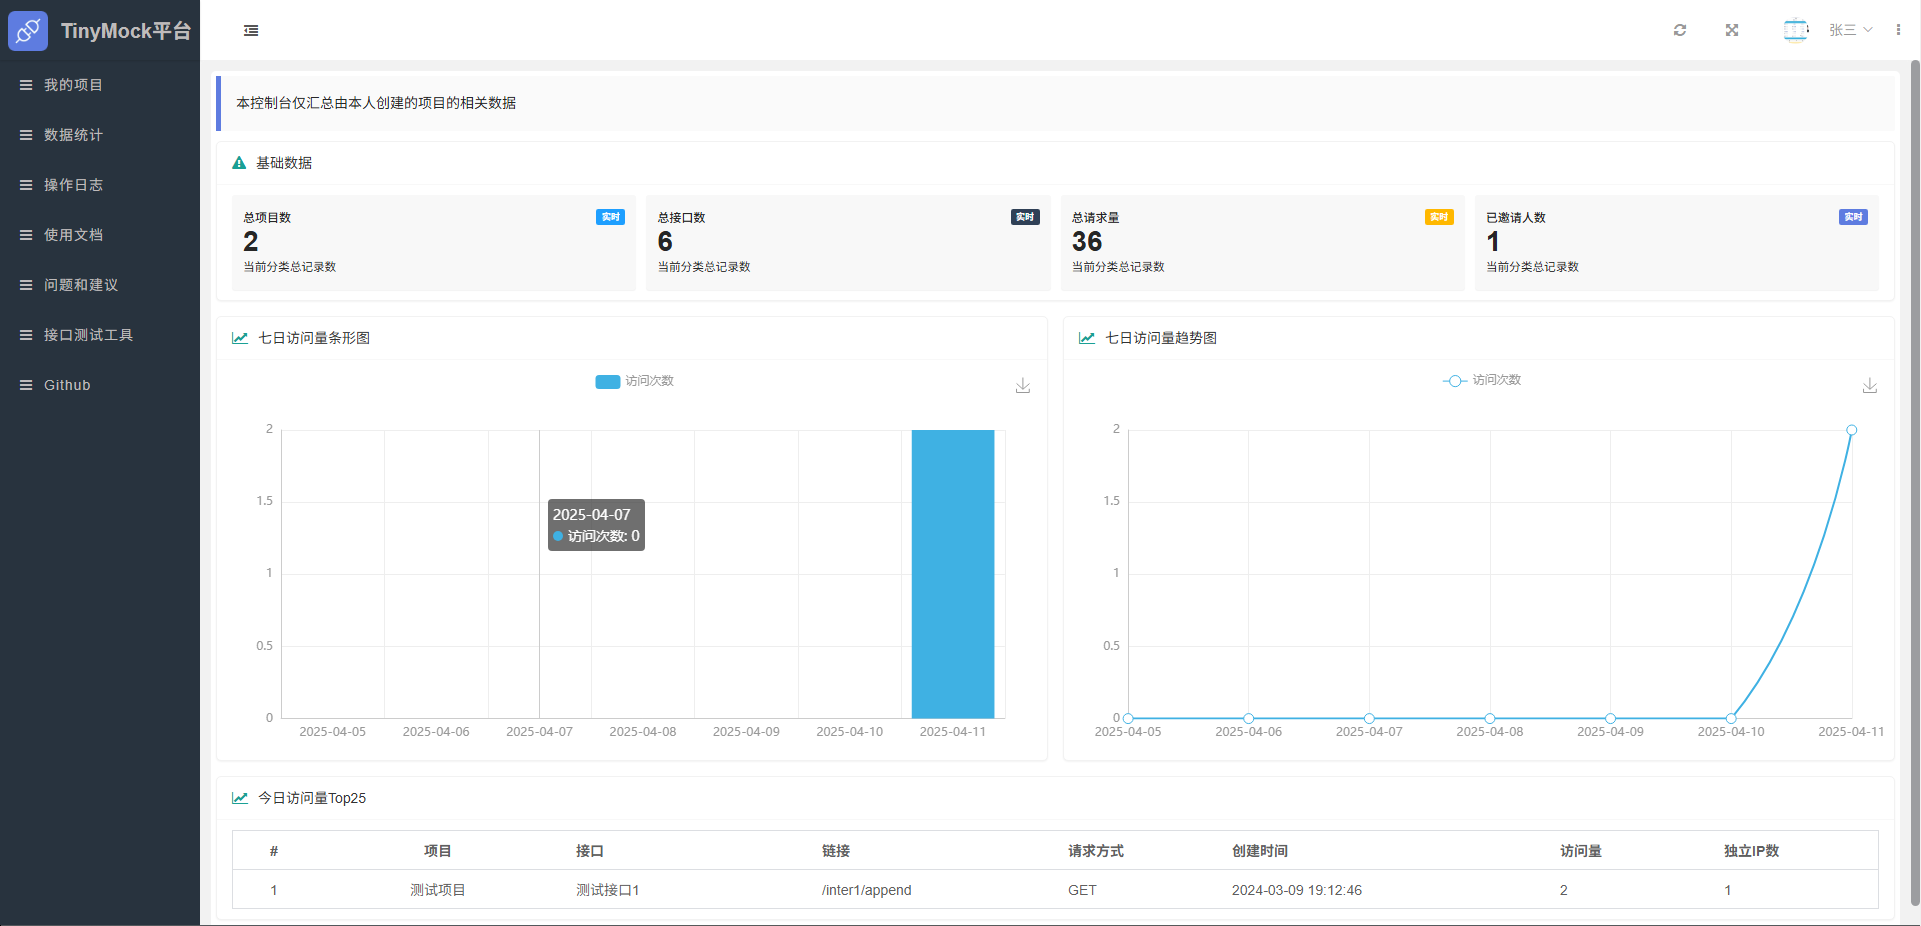 TinyMock平台
张三
我的项目
数据统计
操作日志
使用文档
问题和建议
接口测试工具
Github
本控制台仅汇总由本人创建的项目的相关数据
基础数据
总项目数 实时
2
当前分类总记录数
总接口数 实时
6
当前分类总记录数
总请求量 实时
36
当前分类总记录数
已邀请人数 实时
1
当前分类总记录数
七日访问量条形图
访问次数
2
1.5
1
0.5
0
2025-04-07
访问次数: 0
2025-04-05 2025-04-06 2025-04-07 2025-04-08 2025-04-09 2025-04-10 2025-04-11
七日访问量趋势图
访问次数
2
1.5
1
0.5
0
2025-04-05 2025-04-06 2025-04-07 2025-04-08 2025-04-09 2025-04-10 2025-04-11
今日访问量Top25
# 项目 接口 链接 请求方式 创建时间 访问量 独立IP数
1 测试项目 测试接口1 /inter1/append GET 2024-03-09 19:12:46 2 1